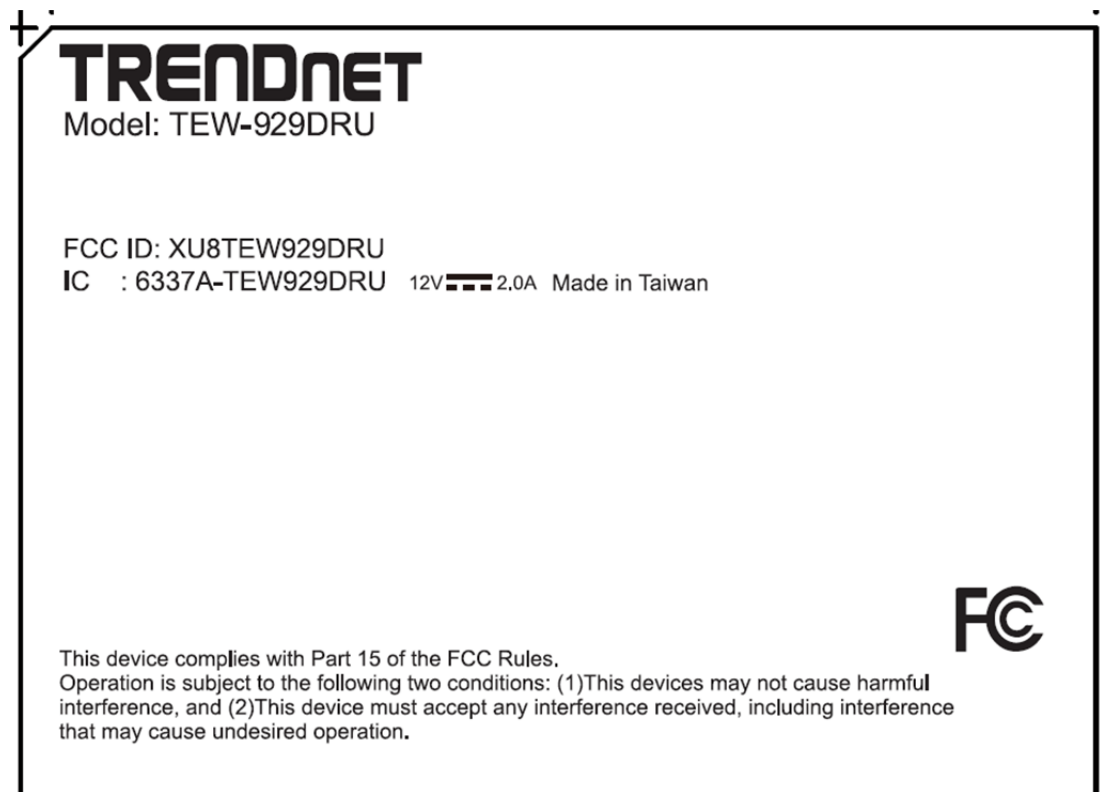 TRENDNET
Model: TEW-929DRU
FCC ID: XU8TEW929DRU
IC : 6337A-TEW929DRU 12V 2.0A Made in Taiwan
FC
This device complies with Part 15 of the FCC Rules.
Operation is subject to the following two conditions: (1)This devices may not cause harmful
interference, and (2)This device must accept any interference received, including interference
that may cause undesired operation.